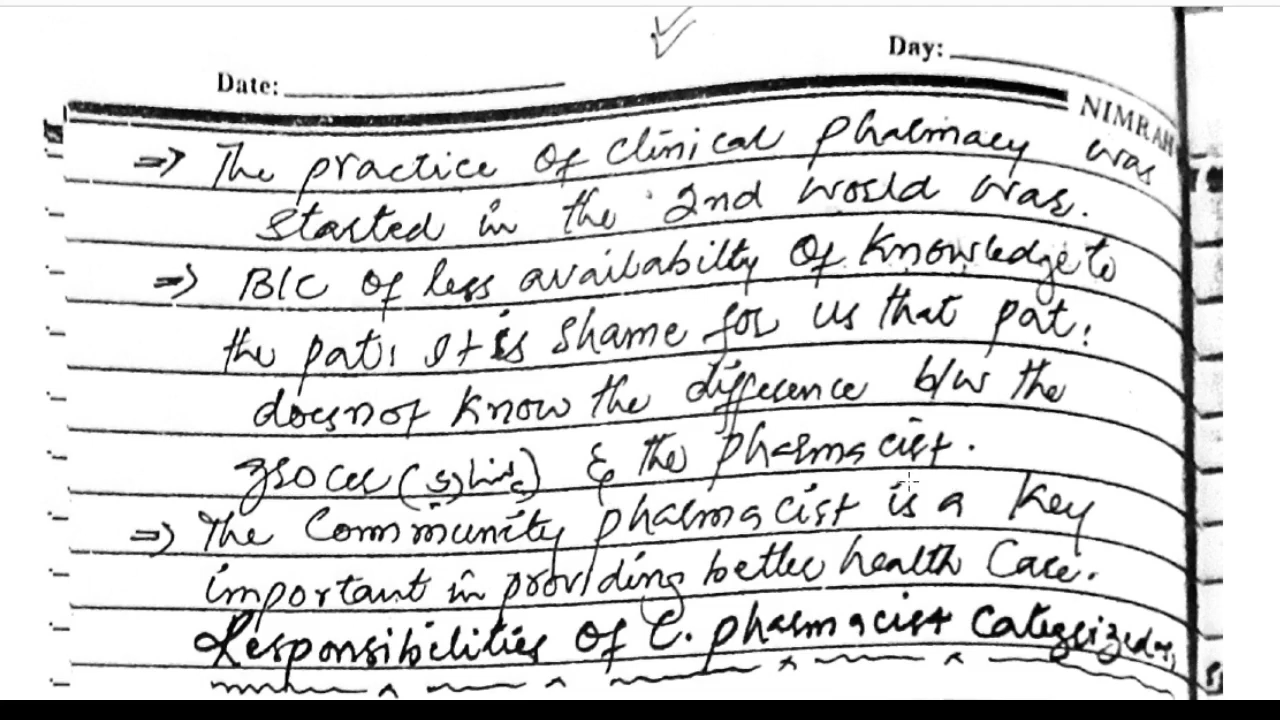 Day:
Date:
NIMRAH
=> The practice of clinical pharmacy was
started in the 2nd world war.
=> B/C of less availabilty of knowledge to
the pat: It is shame for us that pat:
doesnot know the difference b/w the
grocer ( ) & the pharmacist.
=> The Community pharmacist is a key
important in providing better health Care.
Responsibilities of C. pharmacist Categorized as,